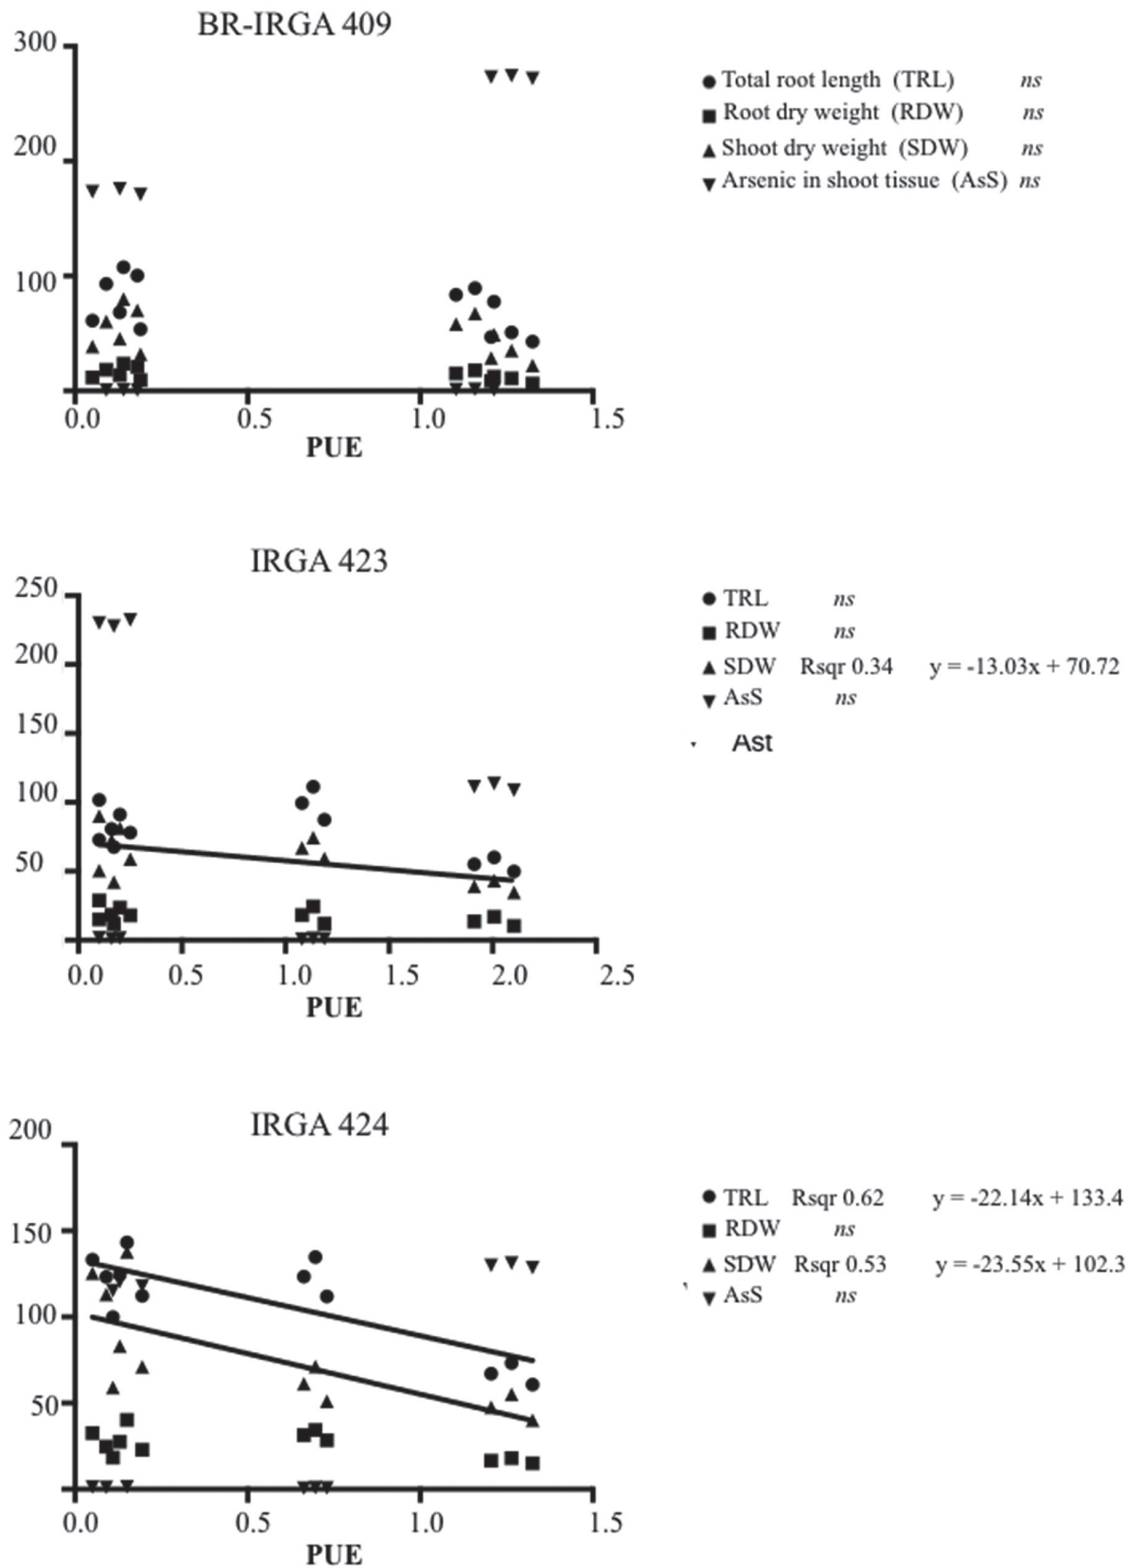 BR-IRGA 409
300
200
100
0.0 0.5 1.0 1.5
PUE
Total root length (TRL) ns
Root dry weight (RDW) ns
Shoot dry weight (SDW) ns
Arsenic in shoot tissue (AsS) ns
IRGA 423
250
200
150
100
50
0.0 0.5 1.0 1.5 2.0 2.5
PUE
TRL ns
RDW ns
SDW Rsqr 0.34 y = -13.03x + 70.72
AsS ns
Ast
IRGA 424
200
150
100
50
0.0 0.5 1.0 1.5
PUE
TRL Rsqr 0.62 y = -22.14x + 133.4
RDW ns
SDW Rsqr 0.53 y = -23.55x + 102.3
AsS ns